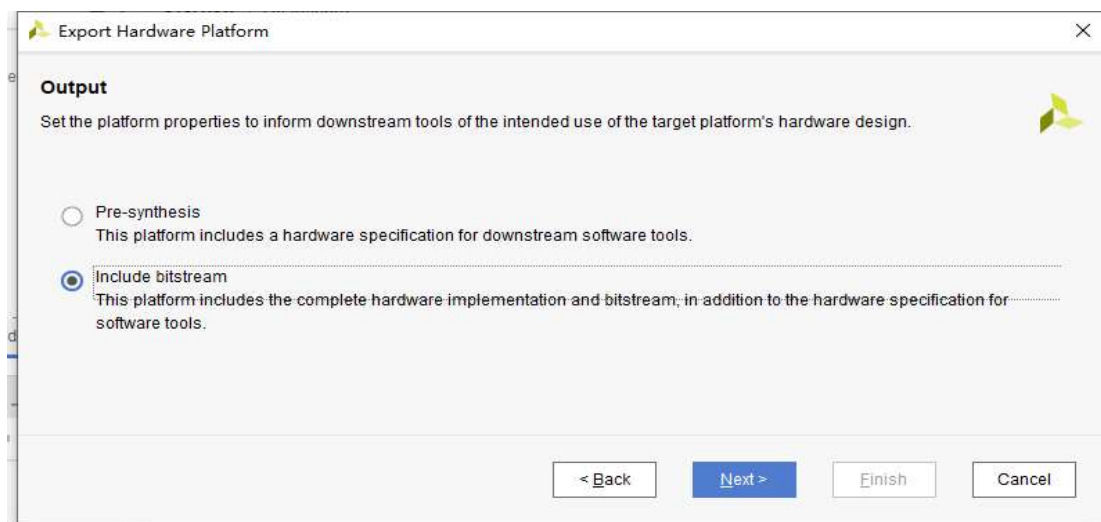 Export Hardware Platform
Output
Set the platform properties to inform downstream tools of the intended use of the target platform's hardware design.
Pre-synthesis
This platform includes a hardware specification for downstream software tools.
Include bitstream
This platform includes the complete hardware implementation and bitstream, in addition to the hardware specification for
software tools.
< Back Next > Finish Cancel